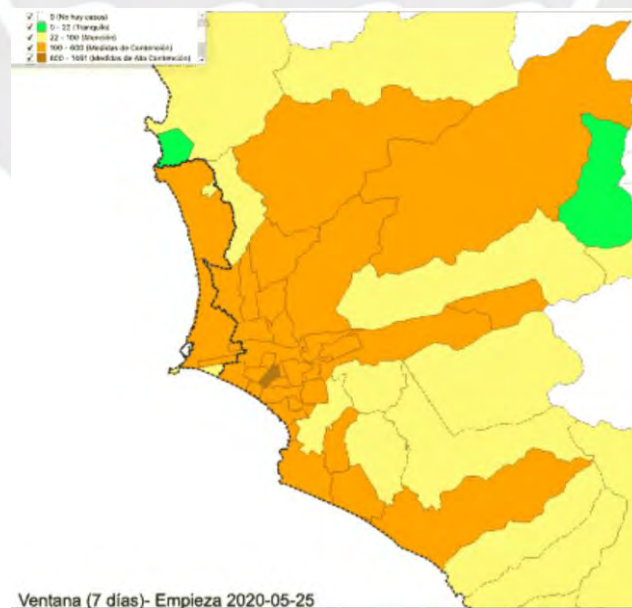 0 (No hay casos)
0 - 22 (Tranquilo)
22 - 100 (Atención)
100 - 600 (Medidas de Contención)
600 - 1651 (Medidas de Alta Contención)
Ventana (7 días)- Empieza 2020-05-25